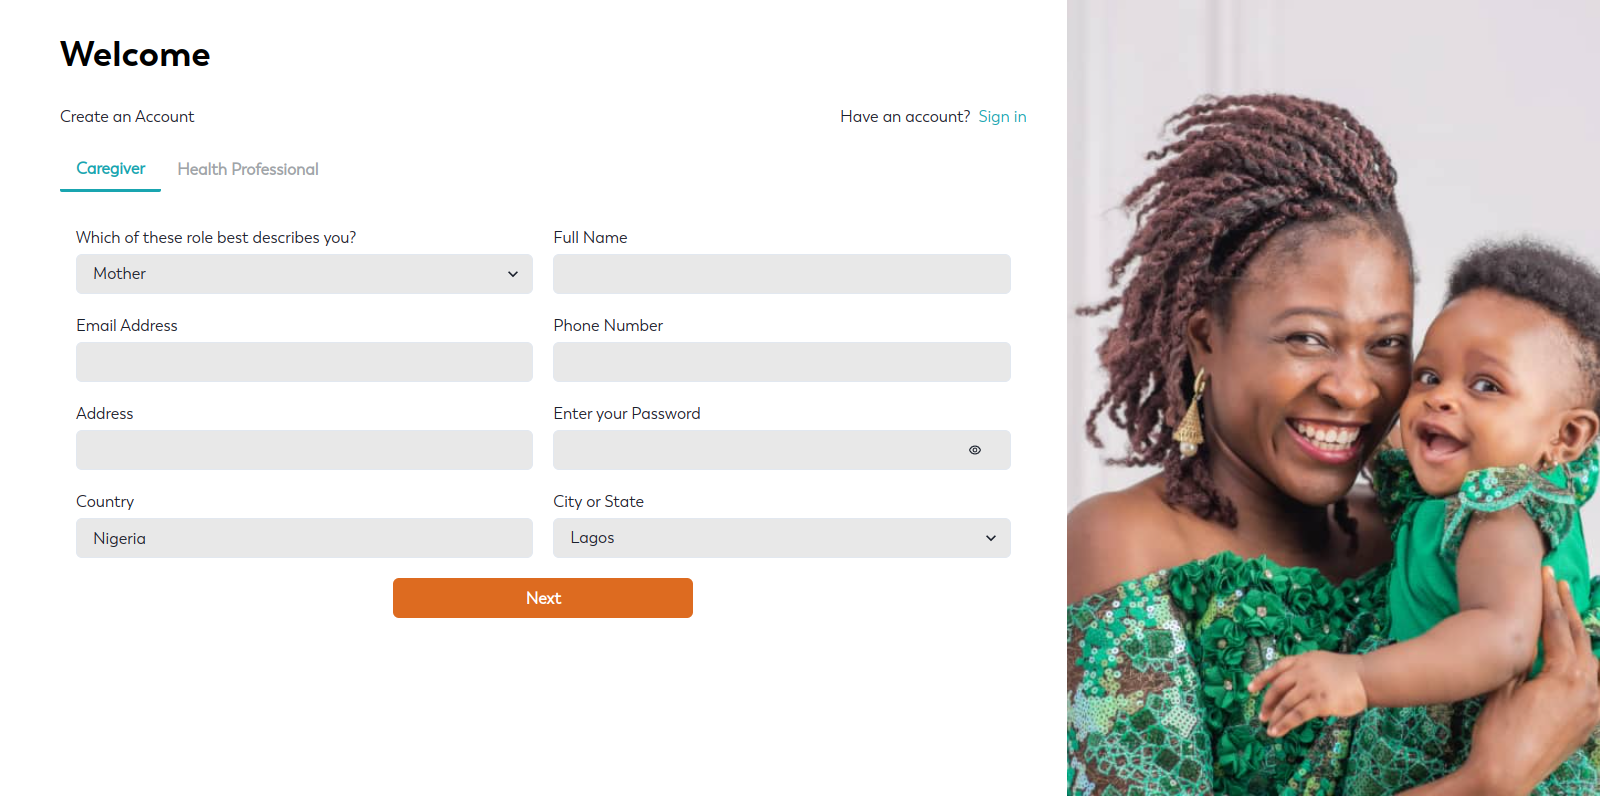 Welcome
Create an Account
Have an account? Sign in
Caregiver
Health Professional
Which of these role best describes you?
Full Name
Mother
Email Address
Phone Number
Address
Enter your Password
Country
City or State
Nigeria
Lagos
Next